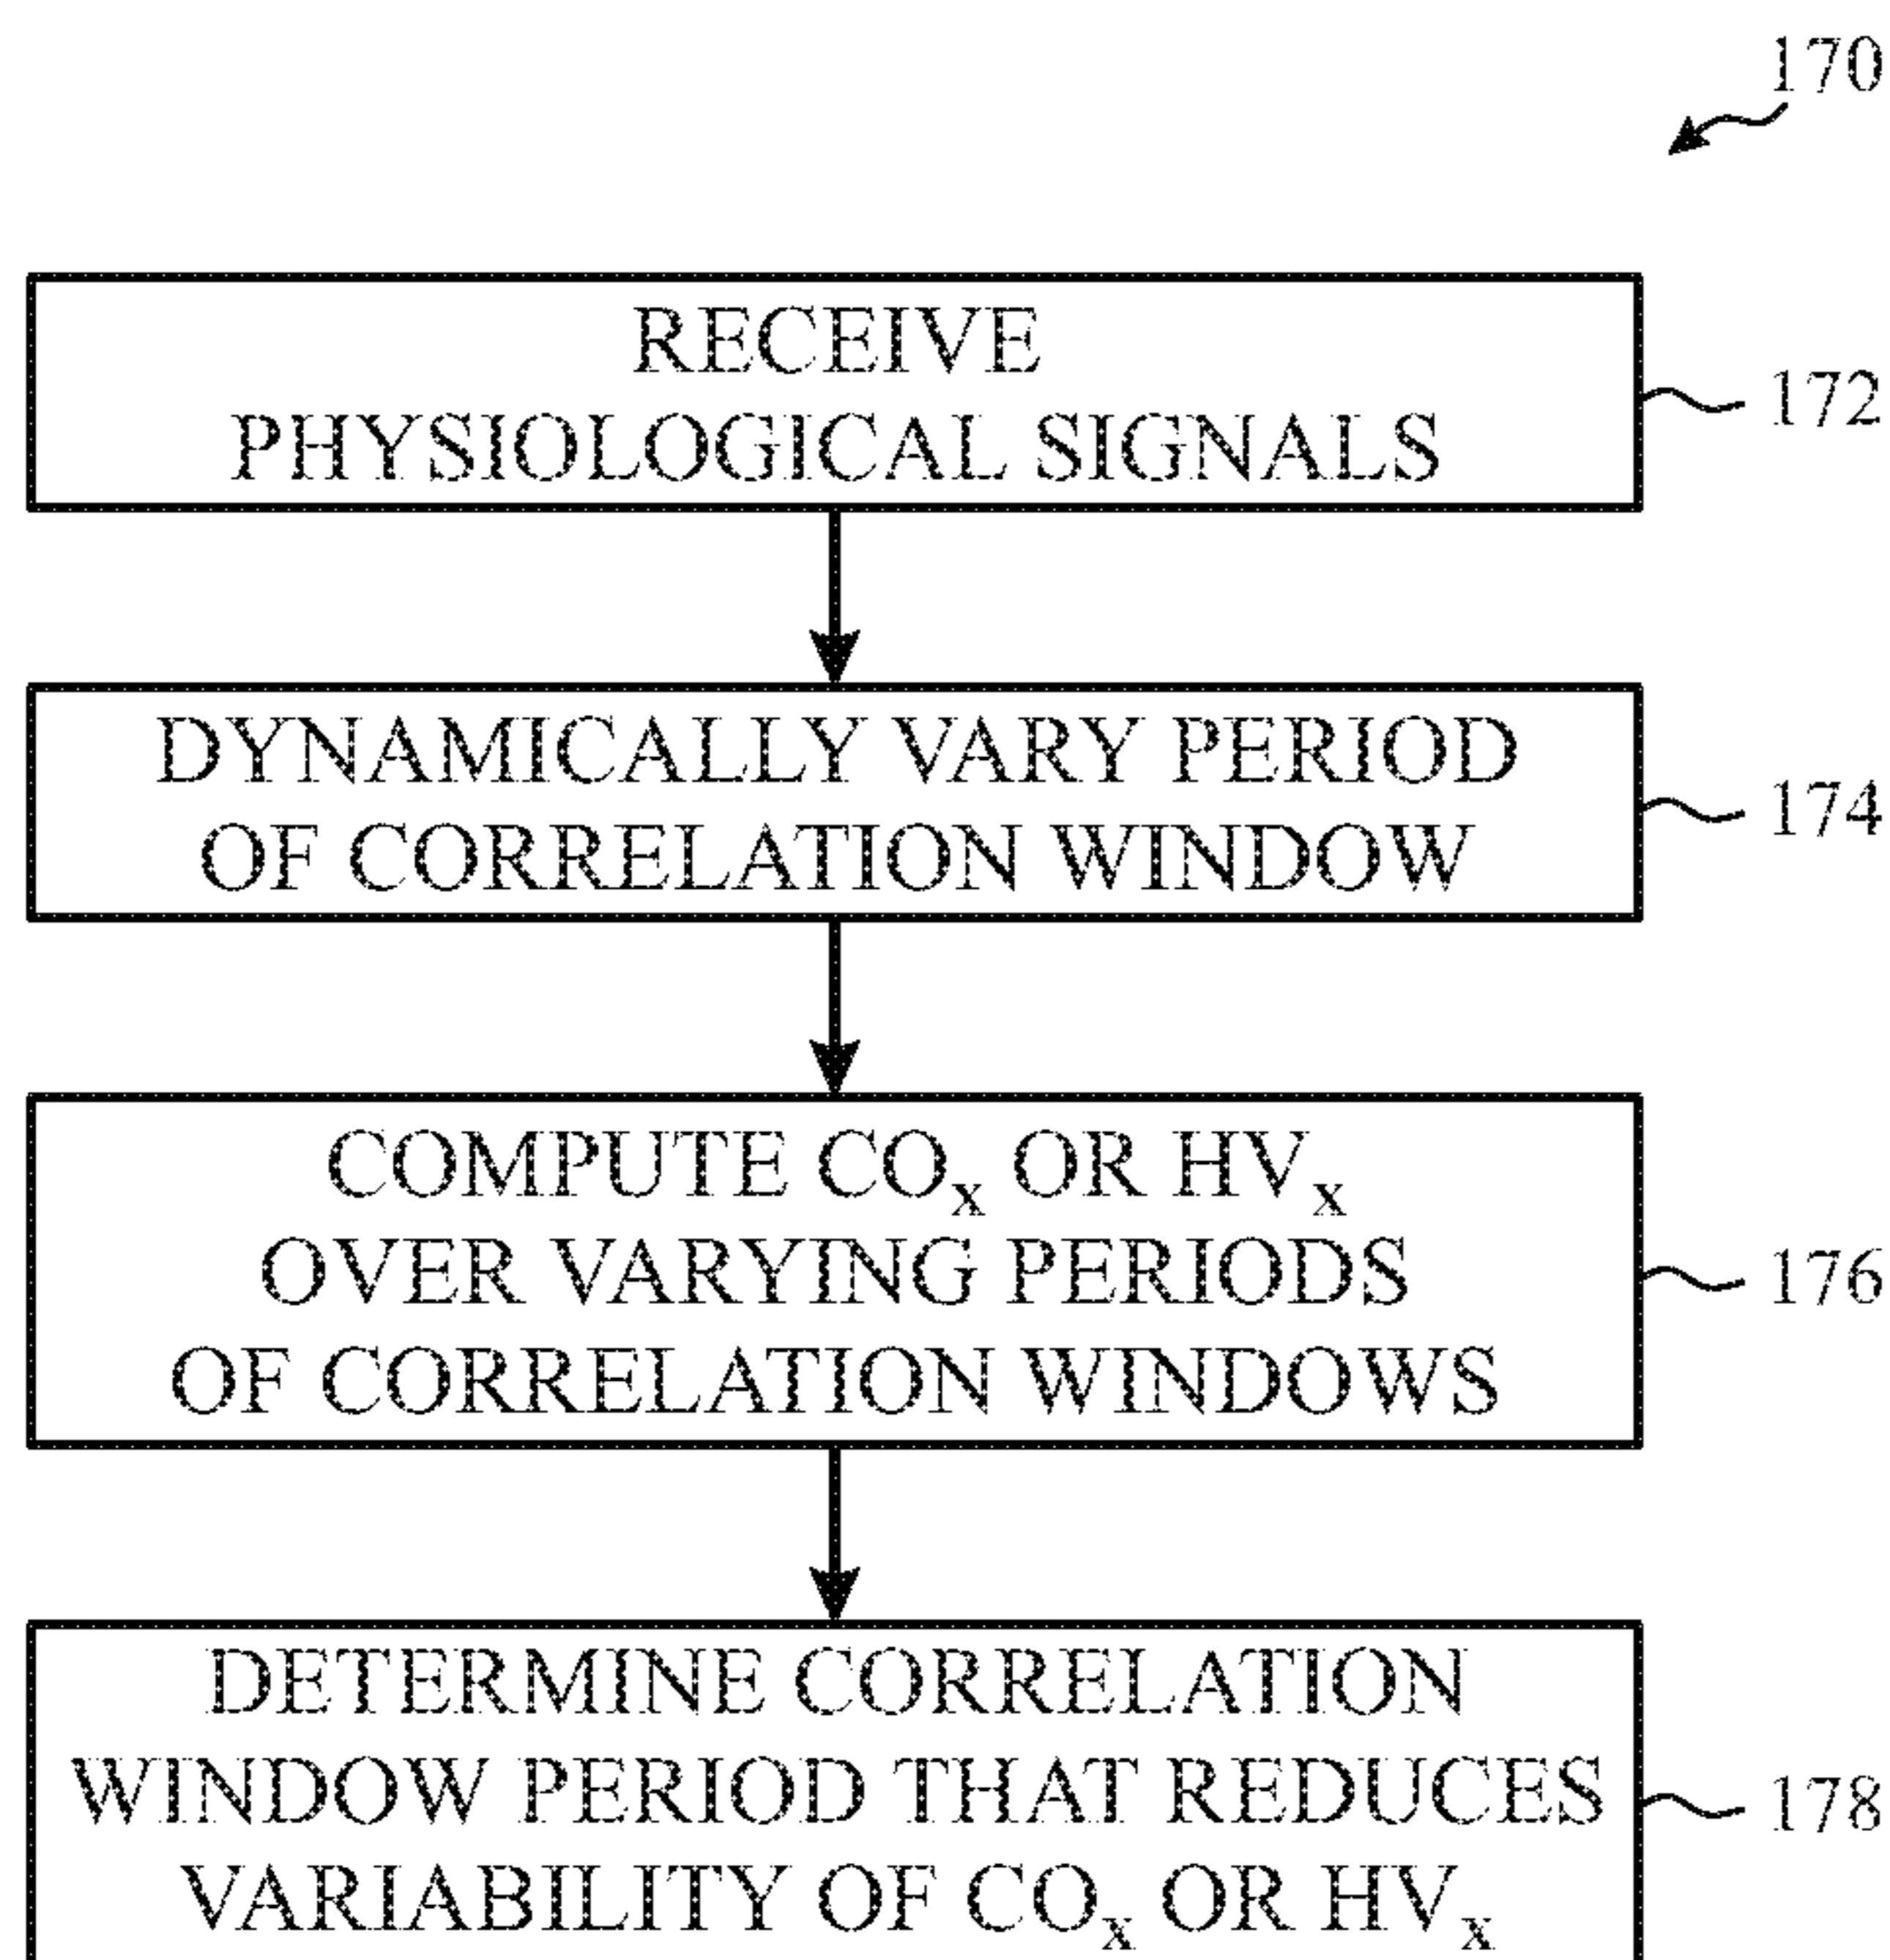 170
RECEIVE
PHYSIOLOGICAL SIGNALS
172
DYNAMICALLY VARY PERIOD
OF CORRELATION WINDOW
174
COMPUTE COₓ OR HVₓ
OVER VARYING PERIODS
OF CORRELATION WINDOWS
176
DETERMINE CORRELATION
WINDOW PERIOD THAT REDUCES
VARIABILITY OF COₓ OR HVₓ
178